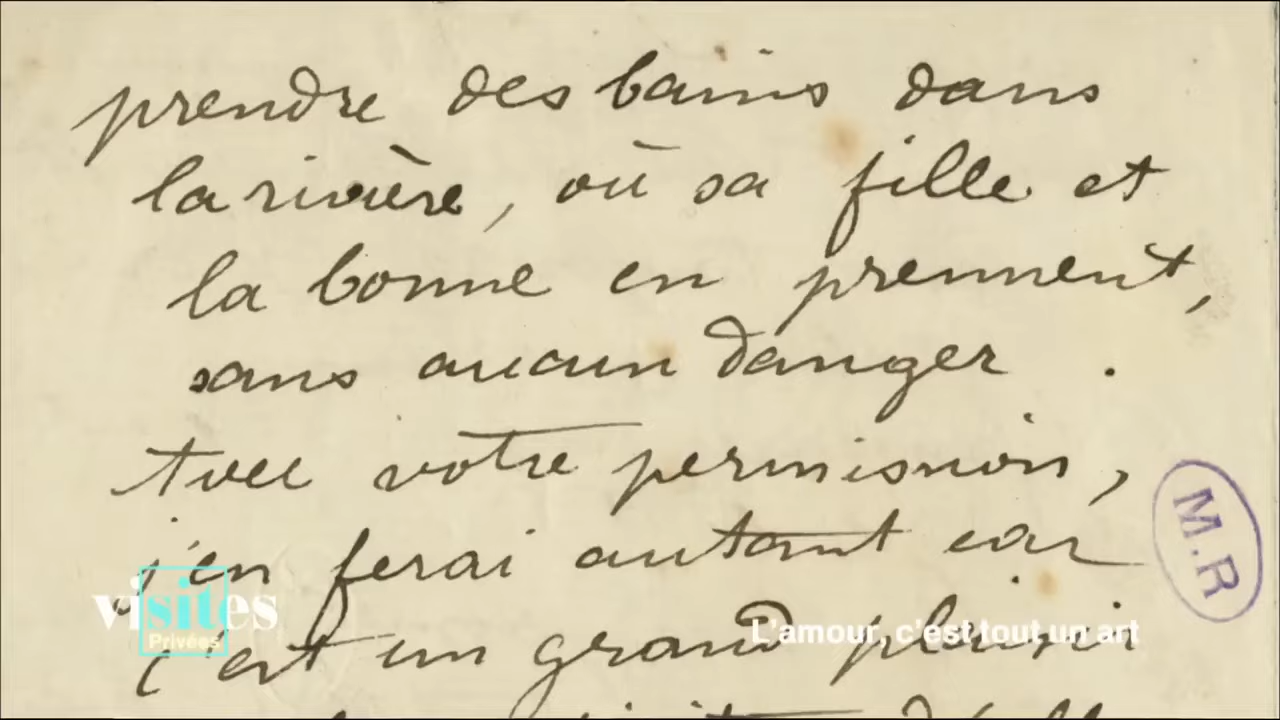 prendre des bains dans
la rivière, où sa fille et
la bonne en prennent,
sans aucun danger.
Avec votre permission,
j'en ferai autant car
c'est un grand plaisir
M.R
visites
Privées
L'amour, c'est tout un art